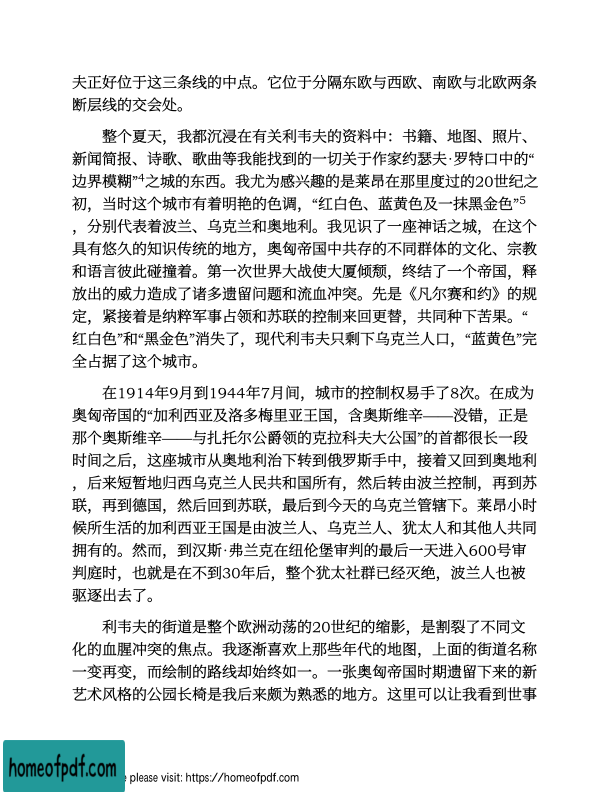 夫正好位于这三条线的中点。它位于分隔东欧与西欧、南欧与北欧两条
断层线的交会处。
整个夏天，我都沉浸在有关利韦夫的资料中：书籍、地图、照片、
新闻简报、诗歌、歌曲等我能找到的一切关于作家约瑟夫·罗特口中的“
边界模糊”4之城的东西。我尤为感兴趣的是莱昂在那里度过的20世纪之
初，当时这个城市有着明艳的色调，“红白色、蓝黄色及一抹黑金色”5
，分别代表着波兰、乌克兰和奥地利。我见识了一座神话之城，在这个
具有悠久的知识传统的地方，奥匈帝国中共存的不同群体的文化、宗教
和语言彼此碰撞着。第一次世界大战使大厦倾颓，终结了一个帝国，释
放出的威力造成了诸多遗留问题和流血冲突。先是《凡尔赛和约》的规
定，紧接着是纳粹军事占领和苏联的控制来回更替，共同种下苦果。“
红白色”和“黑金色”消失了，现代利韦夫只剩下乌克兰人口，“蓝黄色”完
全占据了这个城市。
在1914年9月到1944年7月间，城市的控制权易手了8次。在成为
奥匈帝国的“加利西亚及洛多梅里亚王国，含奥斯维辛——没错，正是
那个奥斯维辛——与扎托尔公爵领的克拉科夫大公国”的首都很长一段
时间之后，这座城市从奥地利治下转到俄罗斯手中，接着又回到奥地利
，后来短暂地归西乌克兰人民共和国所有，然后转由波兰控制，再到苏
联，再到德国，然后回到苏联，最后到今天的乌克兰管辖下。莱昂小时
候所生活的加利西亚王国是由波兰人、乌克兰人、犹太人和其他人共同
拥有的。然而，到汉斯·弗兰克在纽伦堡审判的最后一天进入600号审
判庭时，也就是在不到30年后，整个犹太社群已经灭绝，波兰人也被
驱逐出去了。
利韦夫的街道是整个欧洲动荡的20世纪的缩影，是割裂了不同文
化的血腥冲突的焦点。我逐渐喜欢上那些年代的地图，上面的街道名称
一变再变，而绘制的路线却始终如一。一张奥匈帝国时期遗留下来的新
艺术风格的公园长椅是我后来颇为熟悉的地方。这里可以让我看到世事
homeofpdf.com
e please visit: https://homeofpdf.com